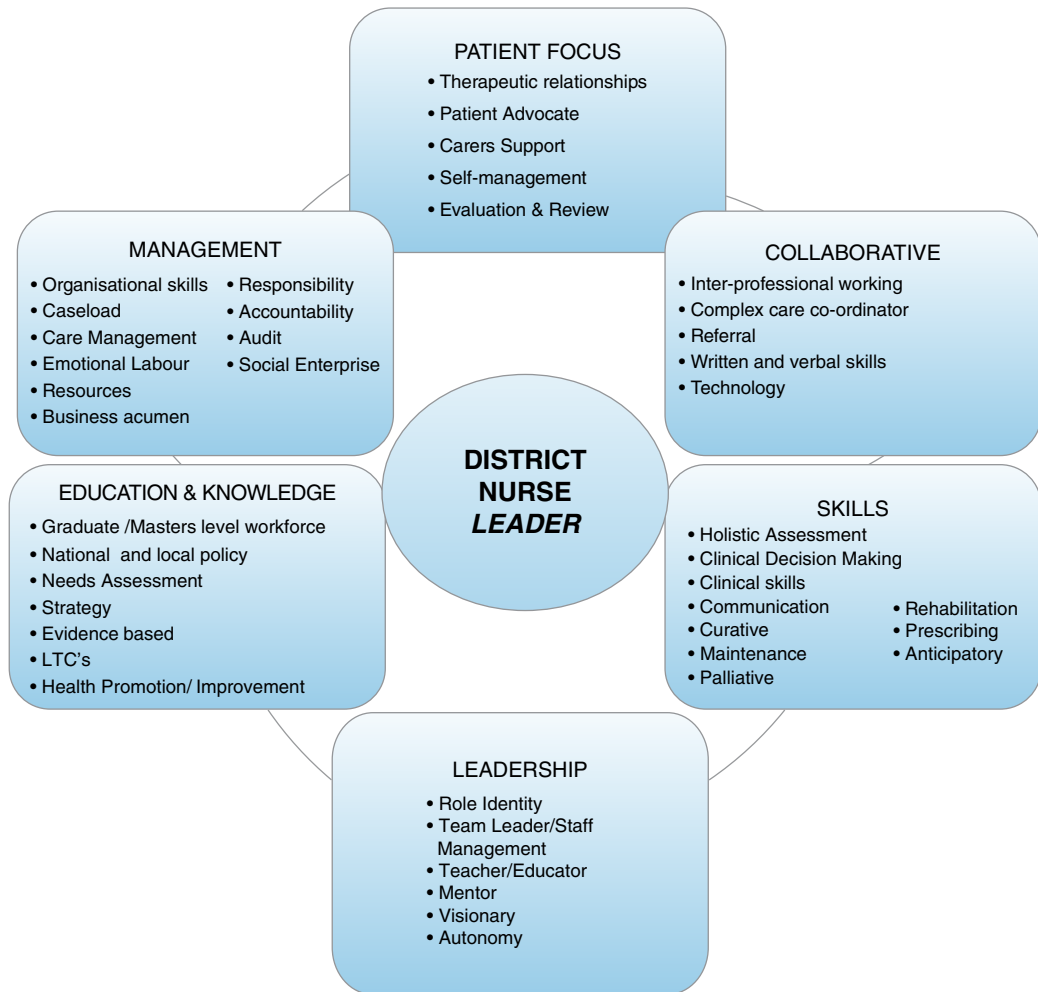 PATIENT FOCUS
• Therapeutic relationships
• Patient Advocate
• Carers Support
• Self-management
• Evaluation & Review
MANAGEMENT
• Organisational skills
• Caseload
• Care Management
• Emotional Labour
• Resources
• Business acumen
• Responsibility
• Accountability
• Audit
• Social Enterprise
COLLABORATIVE
• Inter-professional working
• Complex care co-ordinator
• Referral
• Written and verbal skills
• Technology
DISTRICT
NURSE
LEADER
EDUCATION & KNOWLEDGE
• Graduate /Masters level workforce
• National and local policy
• Needs Assessment
• Strategy
• Evidence based
• LTC's
• Health Promotion/ Improvement
SKILLS
• Holistic Assessment
• Clinical Decision Making
• Clinical skills
• Communication
• Curative
• Maintenance
• Palliative
• Rehabilitation
• Prescribing
• Anticipatory
LEADERSHIP
• Role Identity
• Team Leader/Staff
Management
• Teacher/Educator
• Mentor
• Visionary
• Autonomy